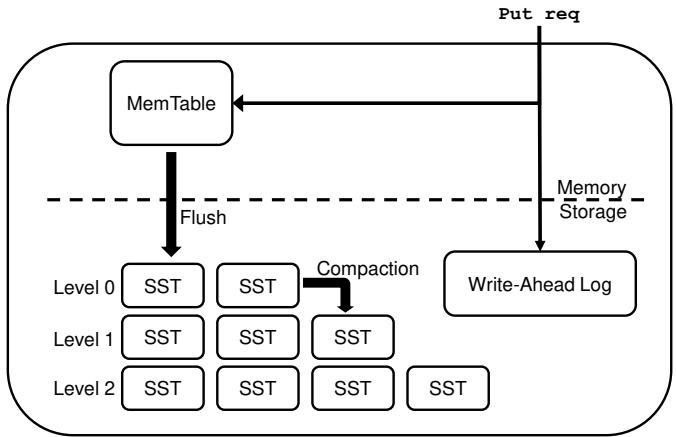 Put req
MemTable
Memory
Flush
Storage
Compaction
Level 0 SST SST
Write-Ahead Log
Level 1 SST SST SST
Level 2 SST SST SST SST